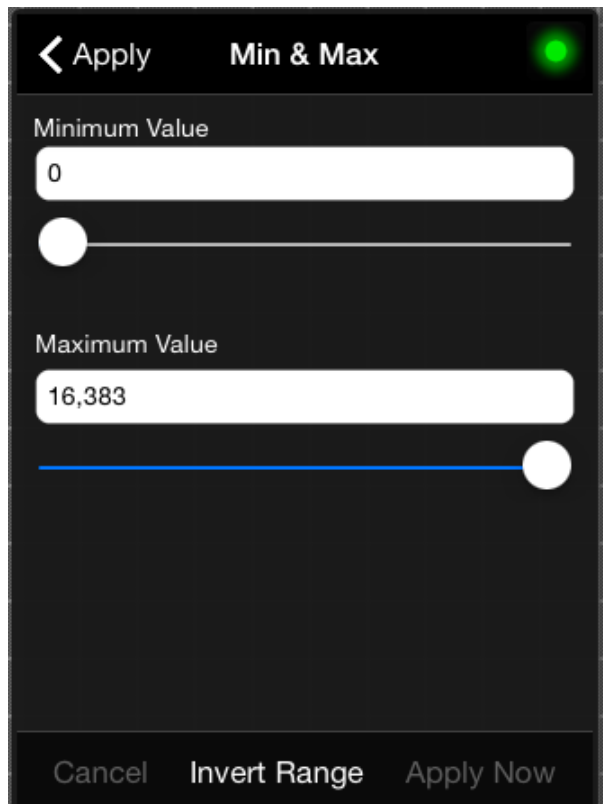 Apply Min & Max
Minimum Value
0
Maximum Value
16,383
Cancel Invert Range Apply Now